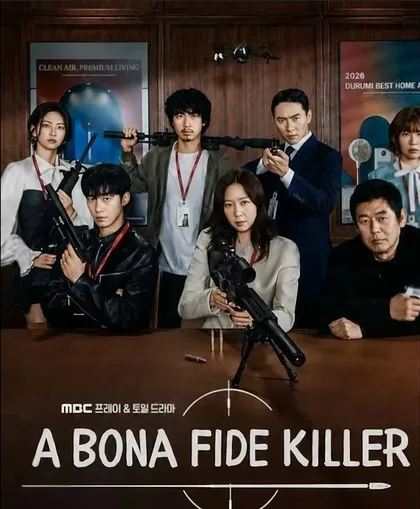 CLEAN AIR, PREMIUM LIVING
2026
DURUMI BEST HOME A
MBC 프레이 & 토일 드라마
A BONA FIDE KILLER